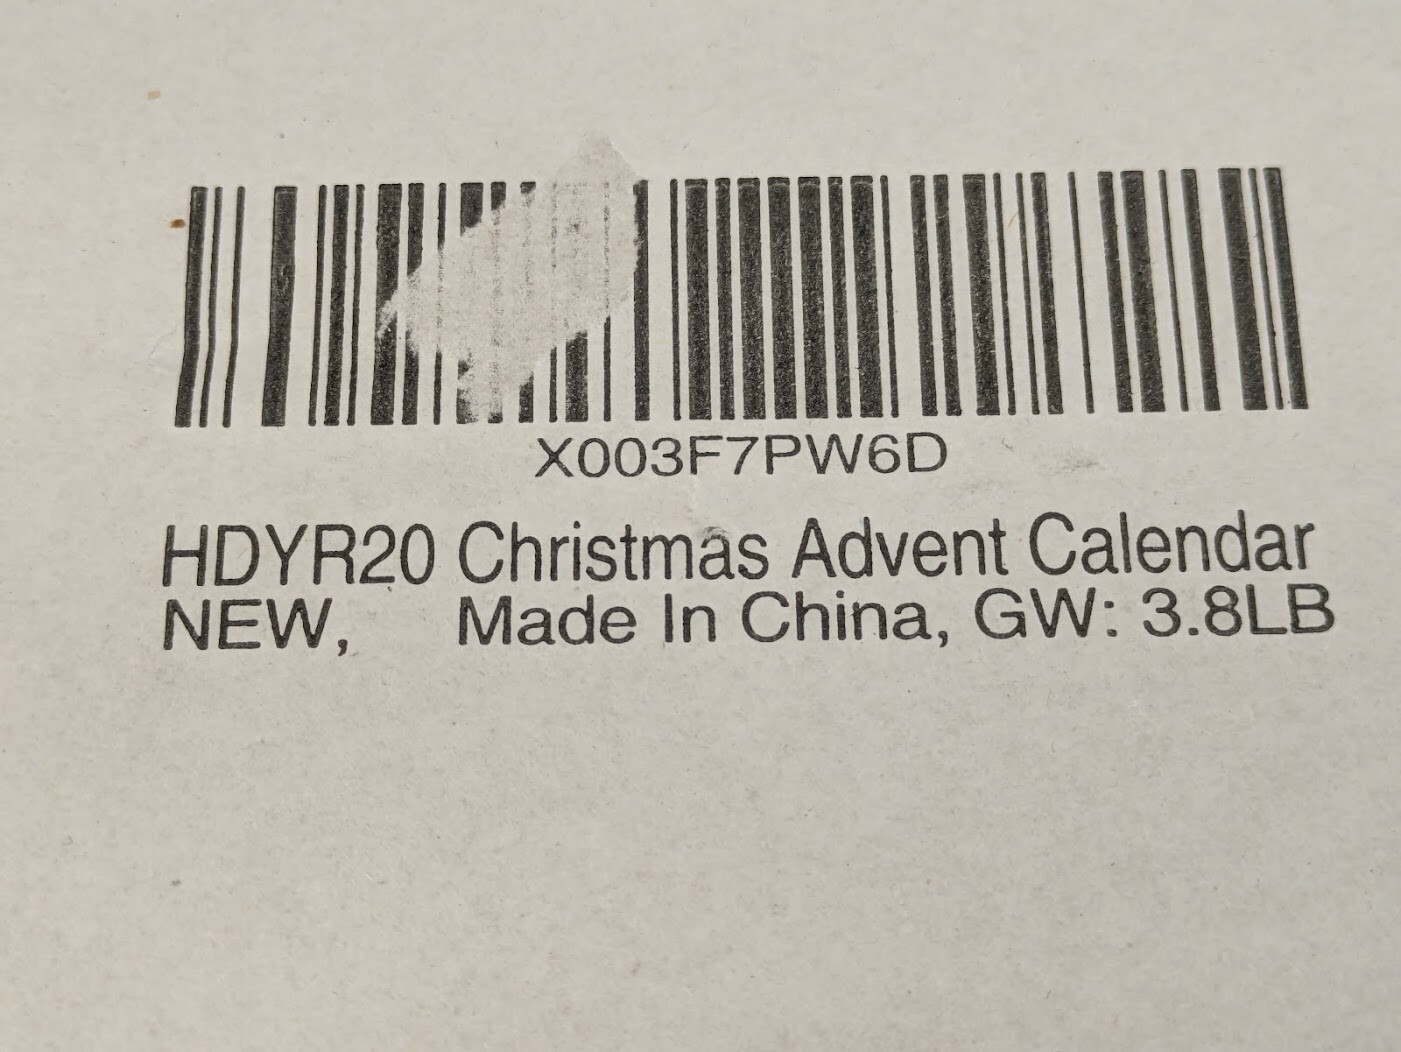 X003F7PW6D
HDYR20 Christmas Advent Calendar
NEW, Made In China, GW: 3.8LB